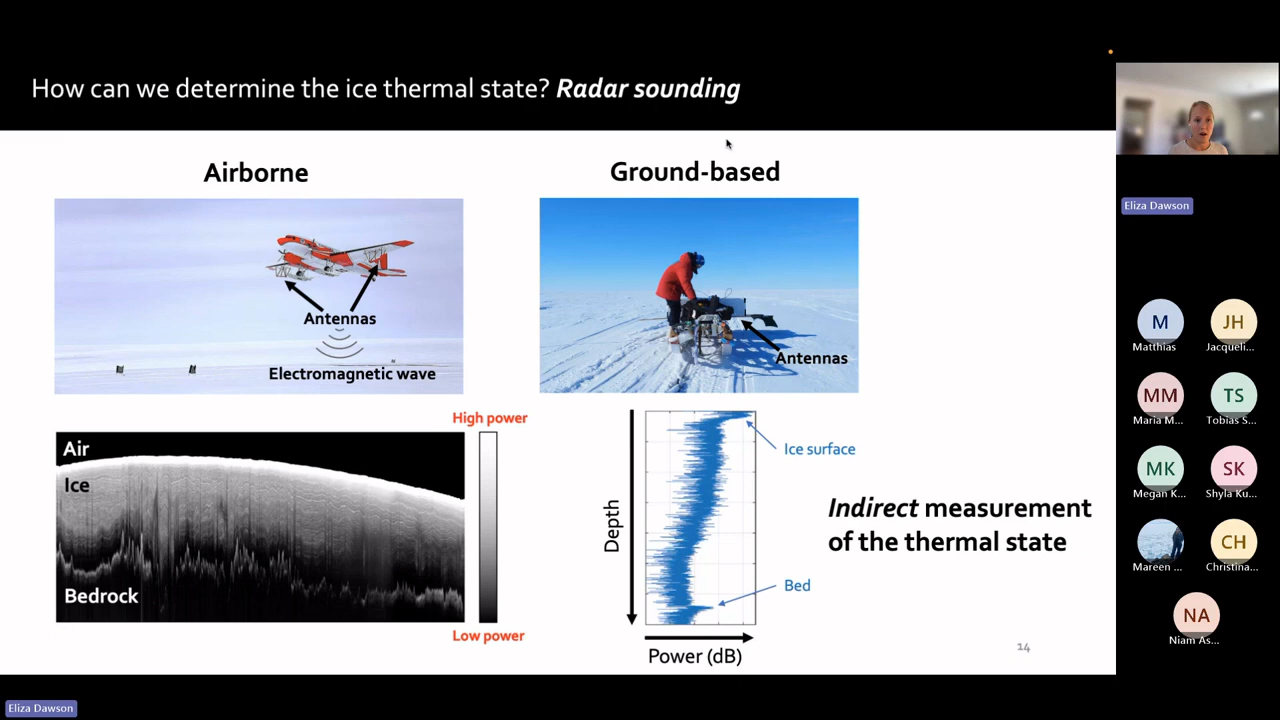 How can we determine the ice thermal state? Radar sounding
Airborne
Ground-based
Antennas
Electromagnetic wave
Antennas
High power
Air
Ice
Bedrock
Low power
Depth
Ice surface
Bed
Power (dB)
Indirect measurement
of the thermal state
14
Eliza Dawson
M
Matthias
JH
Jacqueli...
MM
Maria M...
TS
Tobias S...
MK
Megan K...
SK
Shyla Ku...
Mareen ...
CH
Christina...
NA
Niam As...
Eliza Dawson